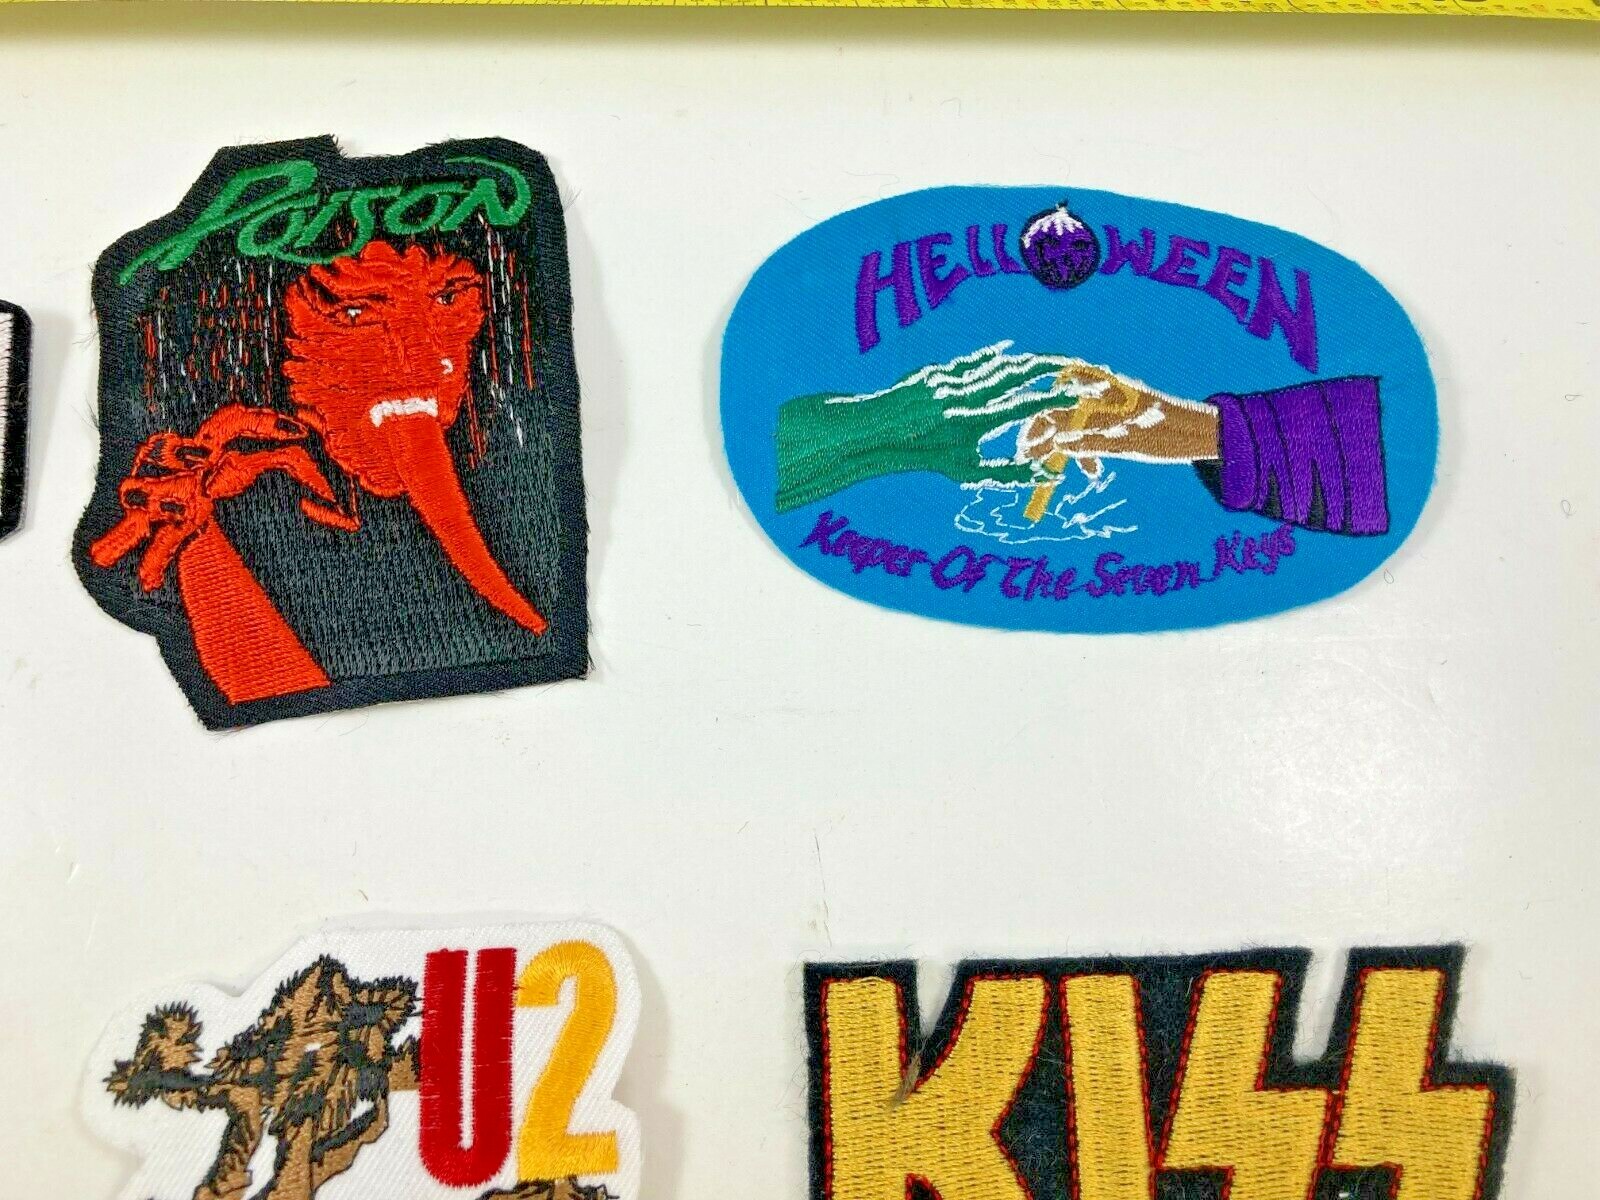 Poison
HELLOWEEN
Keeper Of The Seven Keys
U2
KISS